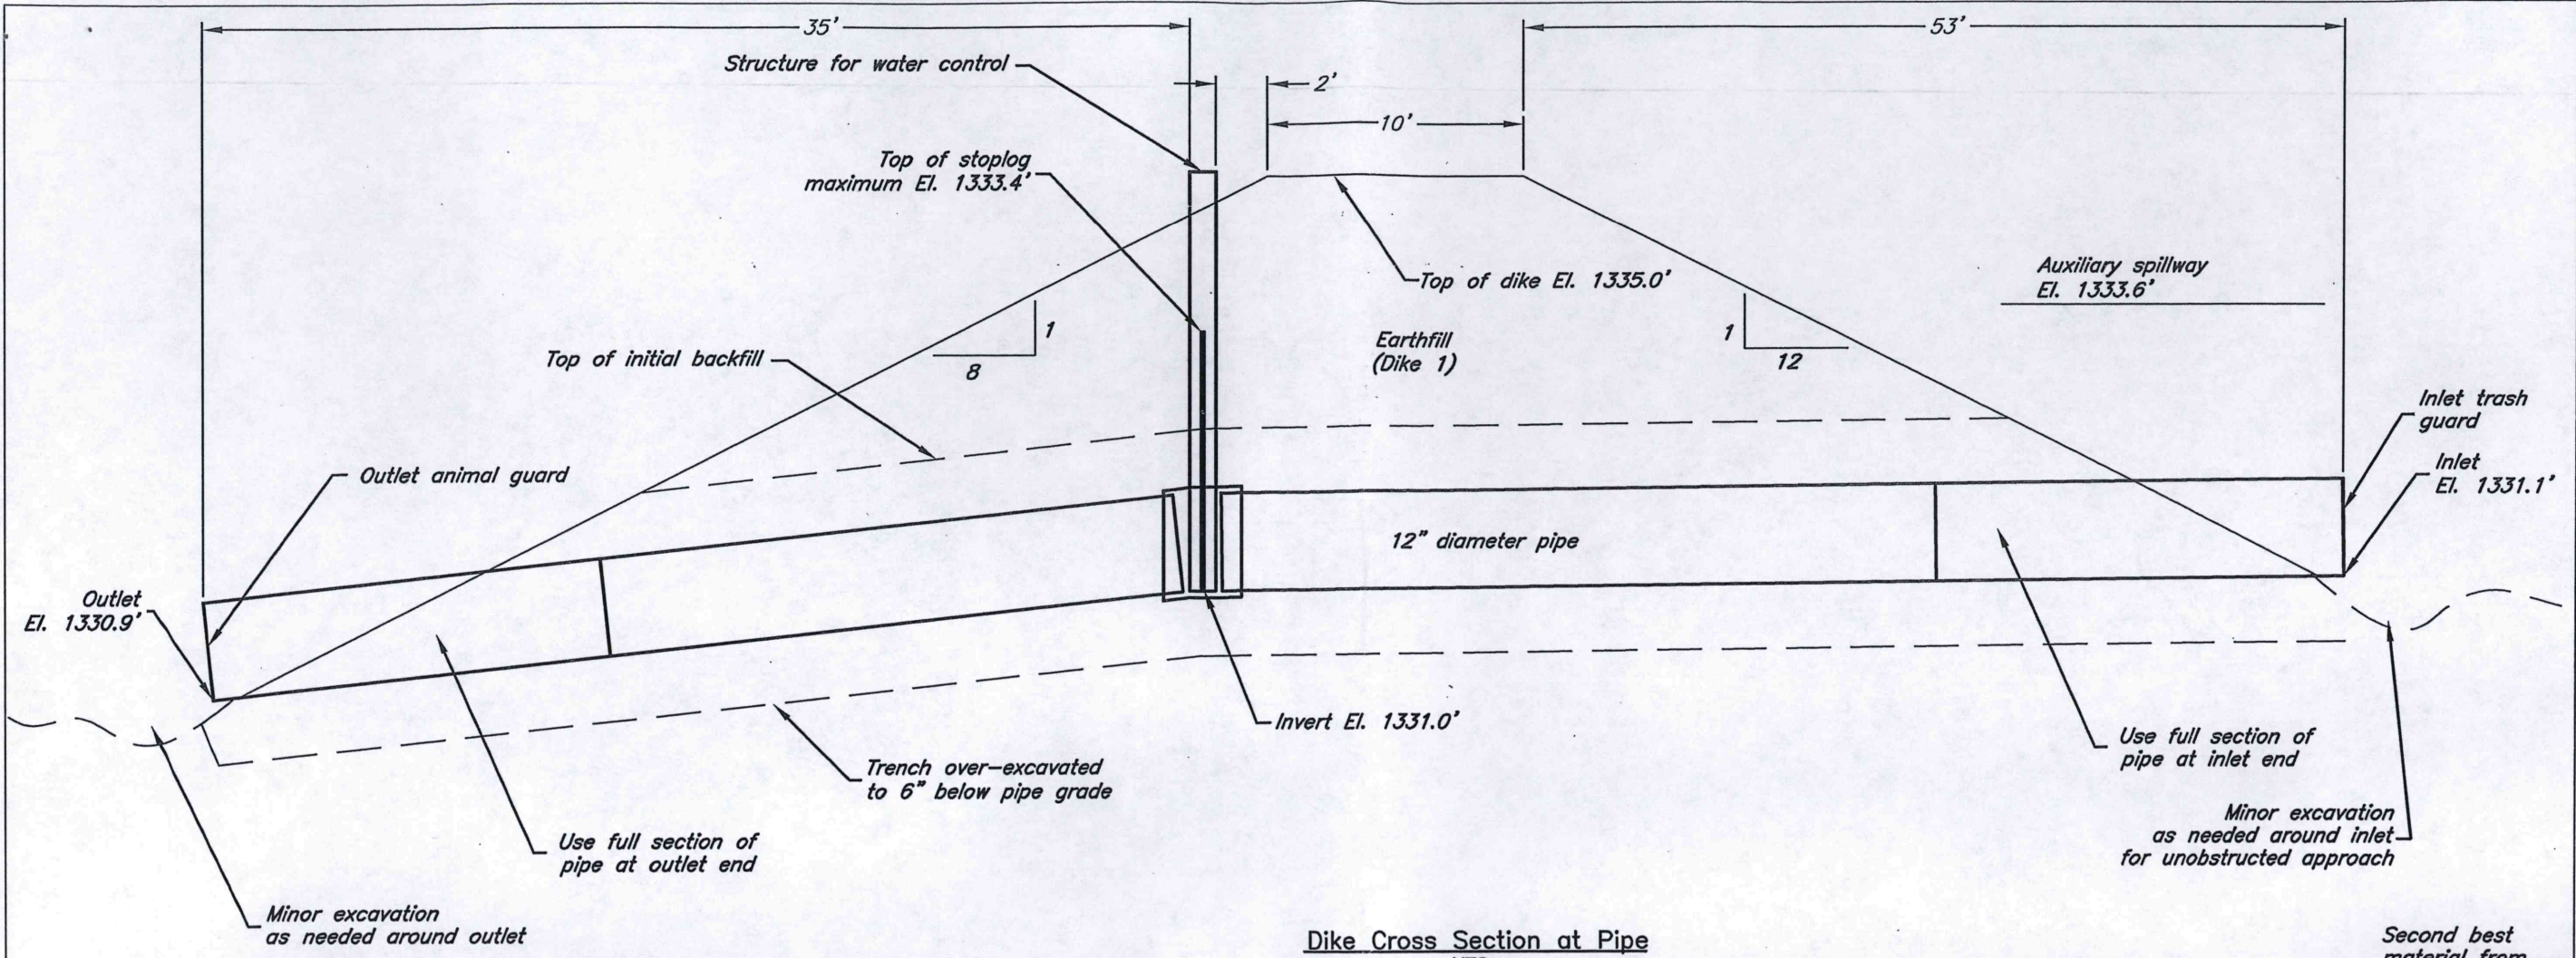 35'
53'
Structure for water control
2'
10'
Top of stoplog
maximum El. 1333.4'
Top of dike El. 1335.0'
Auxiliary spillway
El. 1333.6'
1
8
Top of initial backfill
Earthfill
(Dike 1)
1
12
Inlet trash
guard
Outlet animal guard
Inlet
El. 1331.1'
12" diameter pipe
Outlet
El. 1330.9'
Invert El. 1331.0'
Use full section of
pipe at inlet end
Trench over-excavated
to 6" below pipe grade
Use full section of
pipe at outlet end
Minor excavation
as needed around inlet
for unobstructed approach
Minor excavation
as needed around outlet
Dike Cross Section at Pipe
Second best
material from